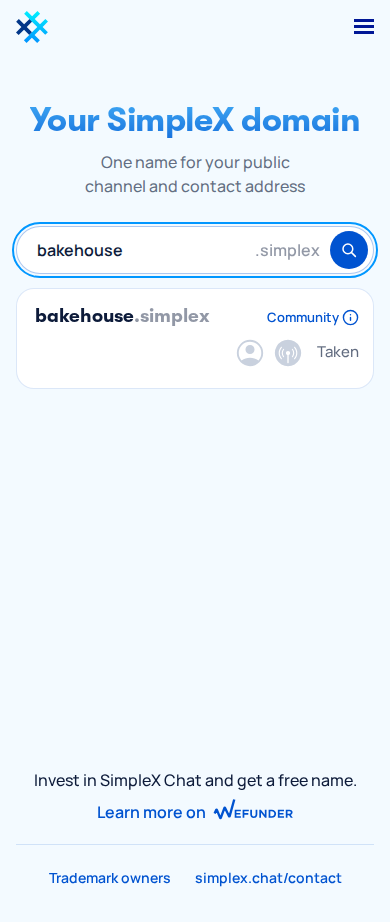 Your SimpleX domain
One name for your public
channel and contact address
bakehouse .simplex
bakehouse.simplex Community
Taken
Invest in SimpleX Chat and get a free name.
Learn more on WEFUNDER
Trademark owners simplex.chat/contact